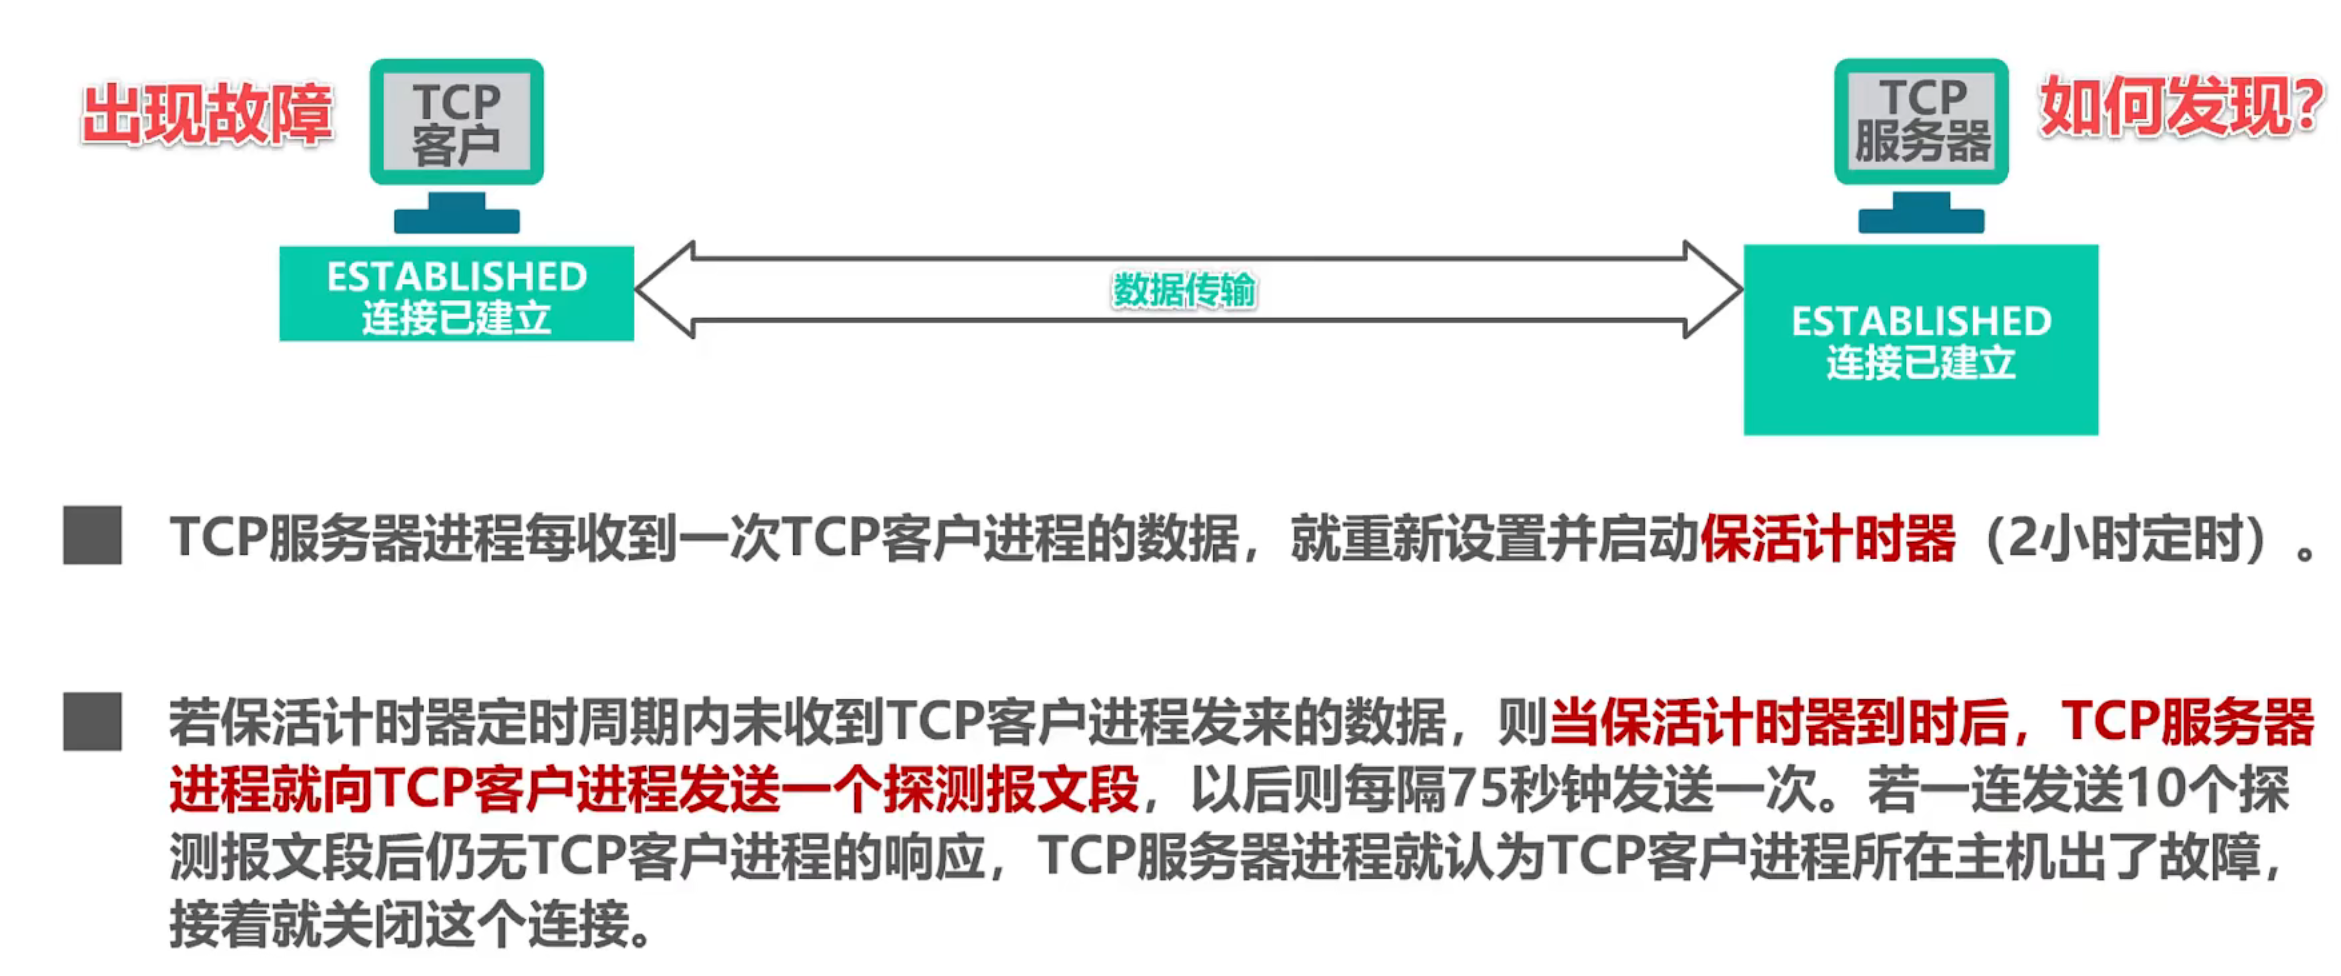 出现故障
TCP
客户
TCP
服务器
如何发现?
ESTABLISHED
连接已建立
数据传输
ESTABLISHED
连接已建立
TCP服务器进程每收到一次TCP客户进程的数据，就重新设置并启动保活计时器（2小时定时）。
若保活计时器定时周期内未收到TCP客户进程发来的数据，则当保活计时器到时后，TCP服务器
进程就向TCP客户进程发送一个探测报文段，以后则每隔75秒钟发送一次。若一连发送10个探
测报文段后仍无TCP客户进程的响应，TCP服务器进程就认为TCP客户进程所在主机出了故障，
接着就关闭这个连接。